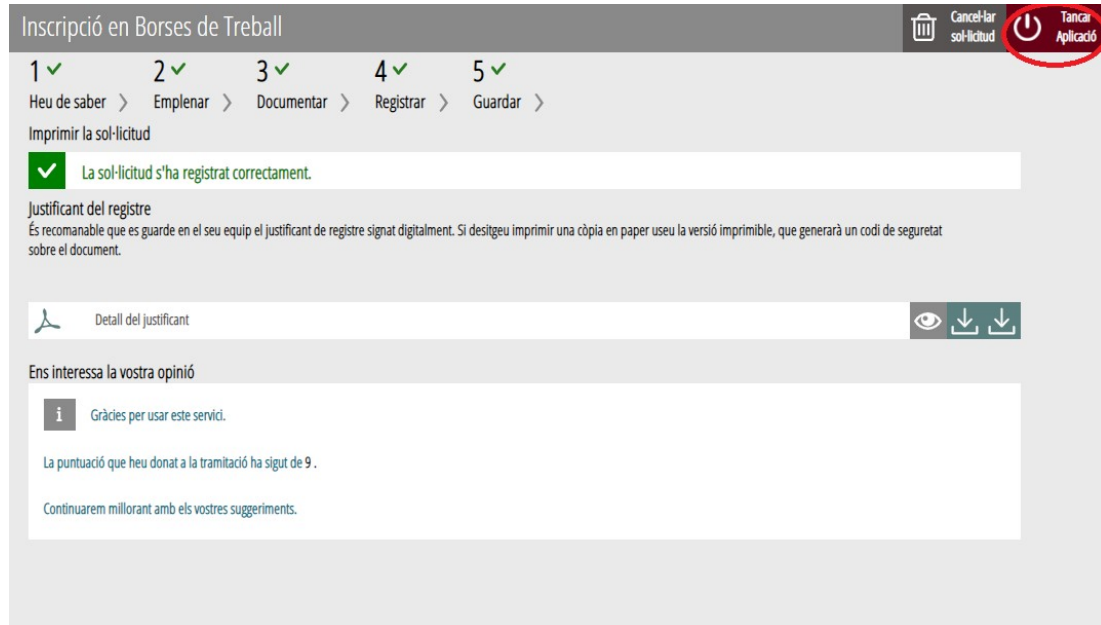 Inscripció en Borses de Treball
Cancel·lar
sol·licitud
Tancar
Aplicació
1 2 3 4 5
Heu de saber Emplenar Documentar Registrar Guardar
Imprimir la sol·licitud
La sol·licitud s'ha registrat correctament.
Justificant del registre
És recomanable que es guarde en el seu equip el justificant de registre signat digitalment. Si desitgeu imprimir una còpia en paper useu la versió imprimible, que generarà un codi de seguretat
sobre el document.
Detall del justificant
Ens interessa la vostra opinió
i Gràcies per usar este servici.
La puntuació que heu donat a la tramitació ha sigut de 9 .
Continuarem millorant amb els vostres suggeriments.